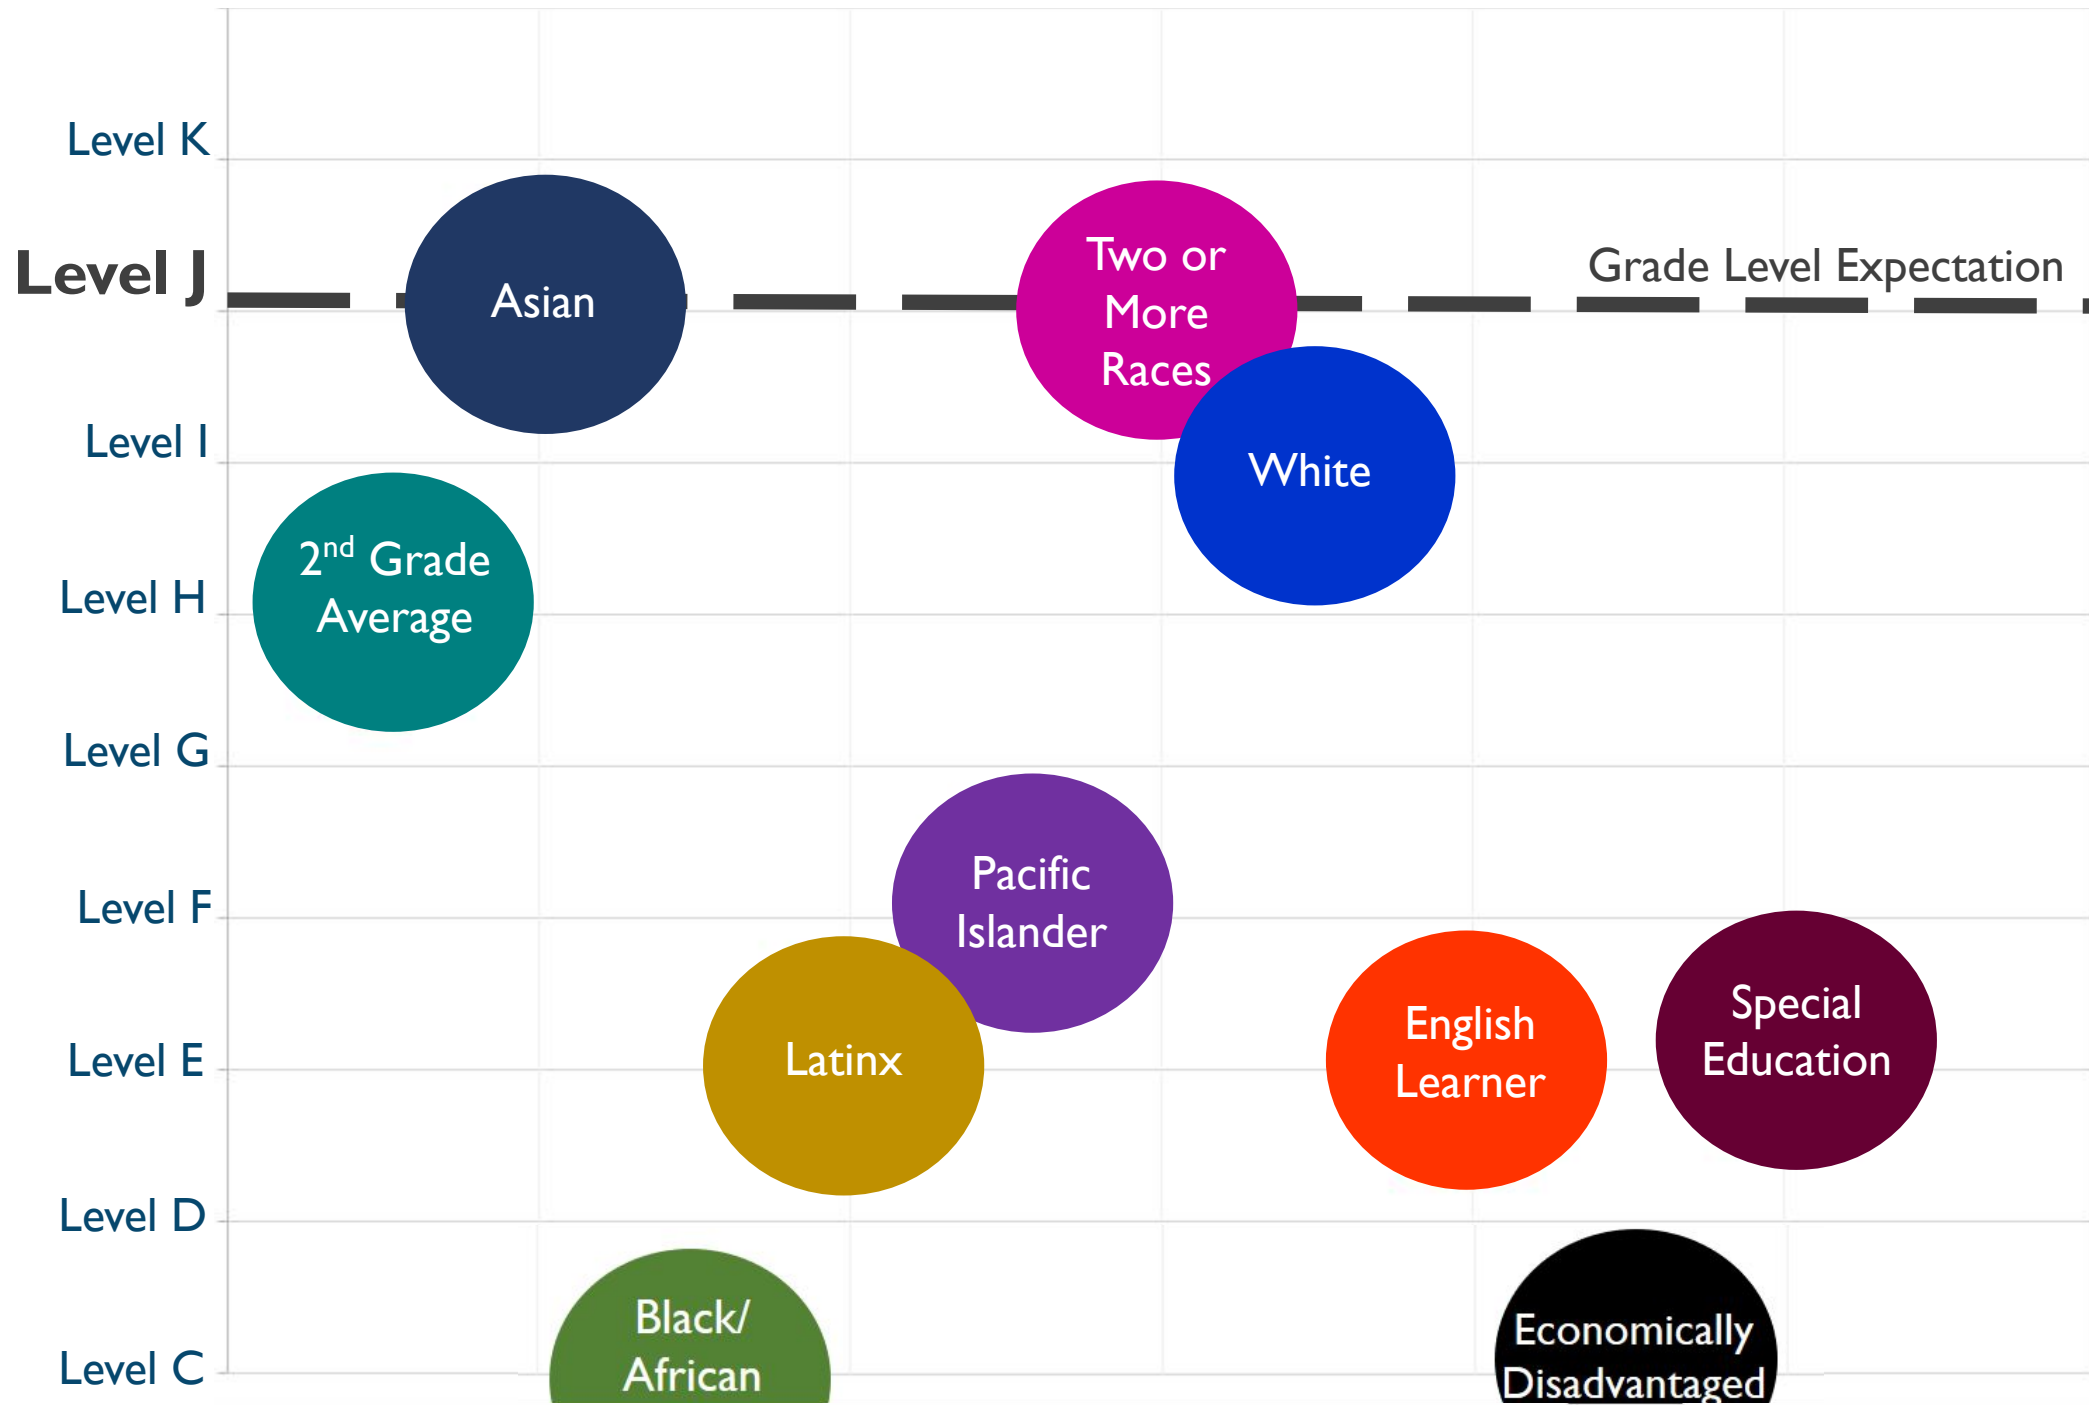 Level K
Level J
Level I
Level H
Level G
Level F
Level E
Level D
Level C
Grade Level Expectation
Asian
Two or
More
Races
White
2nd Grade
Average
Pacific
Islander
Latinx
English
Learner
Special
Education
Black/
African
Economically
Disadvantaged